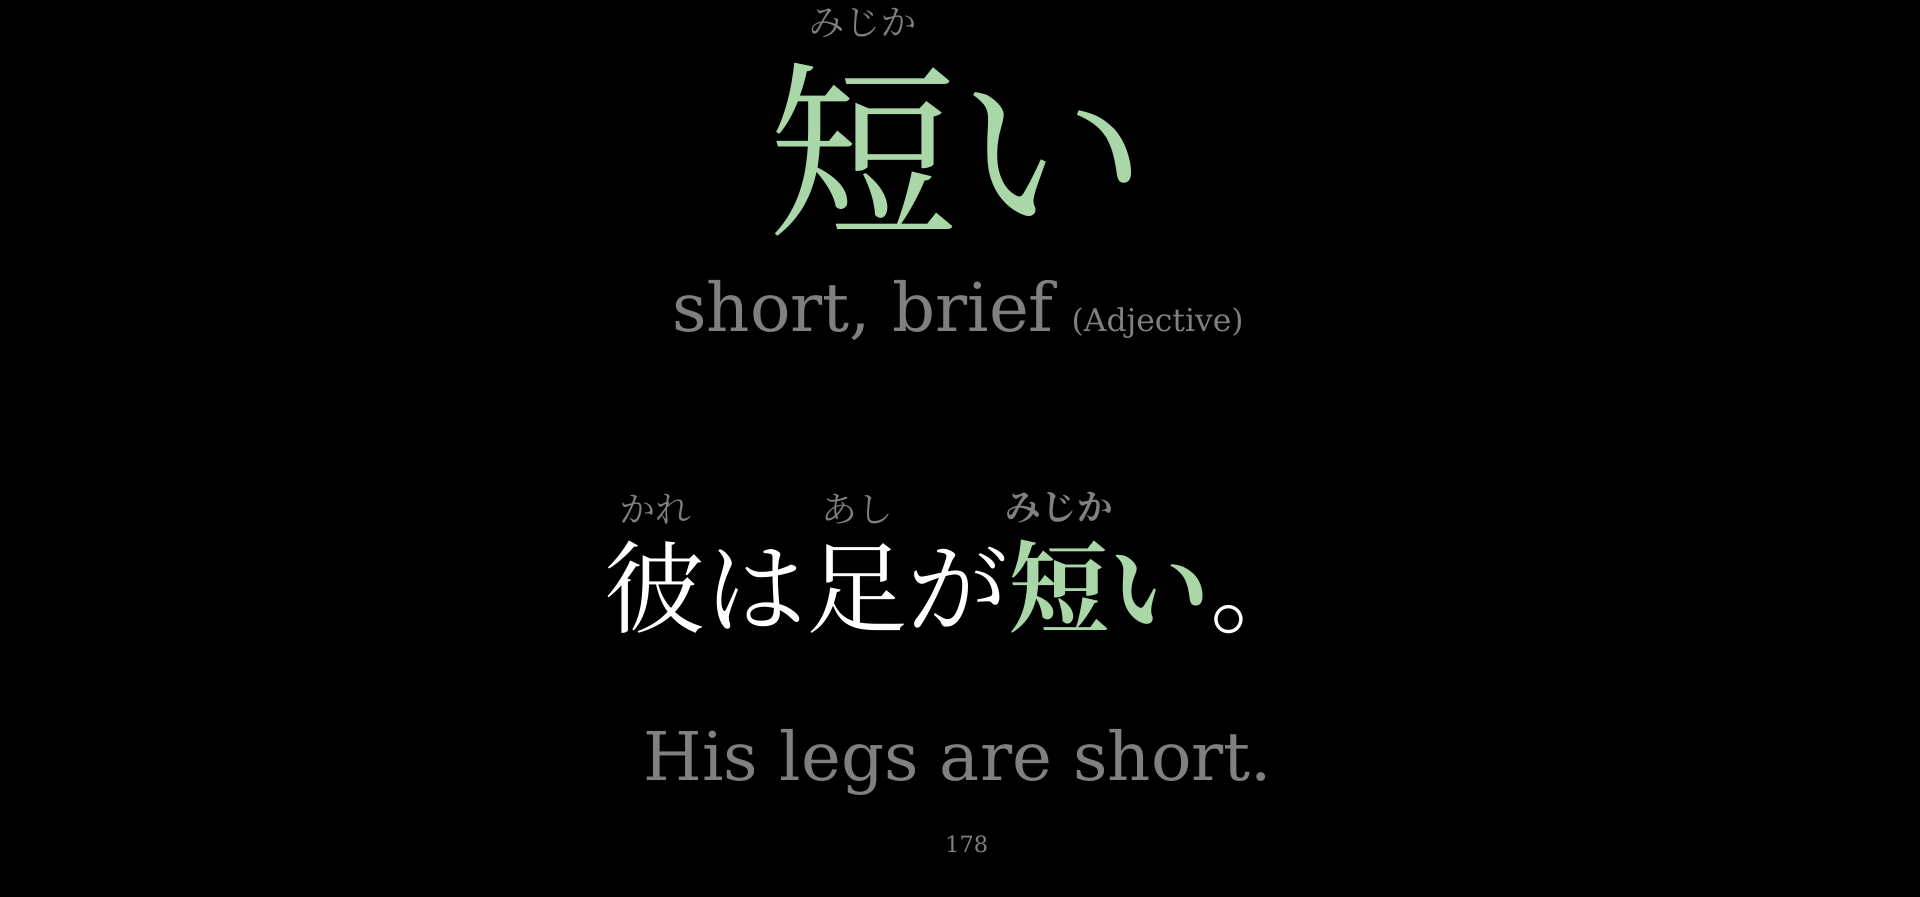 みじか
短い
short, brief (Adjective)
かれ あし みじか
彼は足が短い。
His legs are short.
178